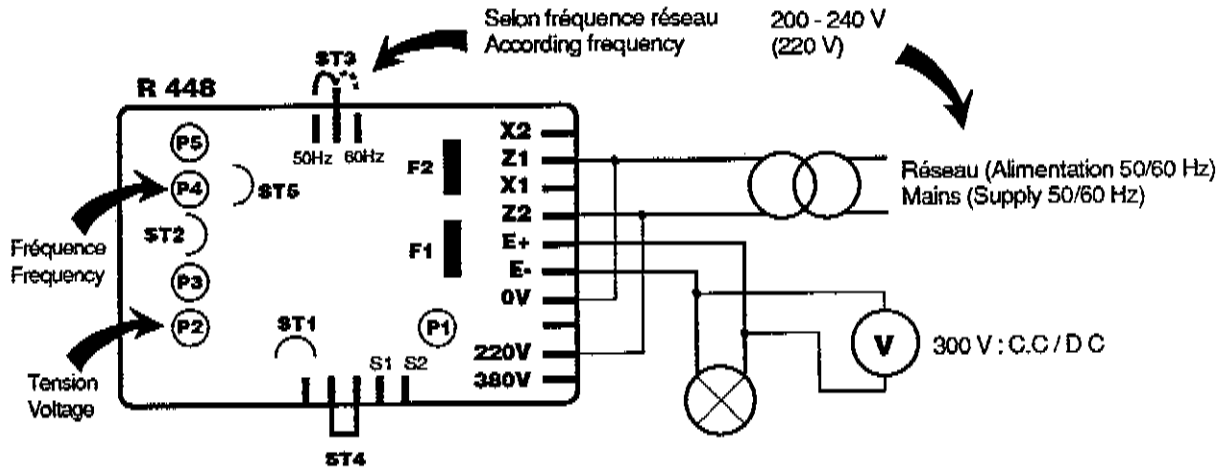 Selon fréquence réseau
According frequency
200 - 240 V
(220 V)
ST3
R 448
50Hz
60Hz
P5
P4
ST5
ST2
P3
P2
F2
F1
X2
Z1
X1
Z2
E+
E-
0V
220V
380V
Réseau (Alimentation 50/60 Hz)
Mains (Supply 50/60 Hz)
Fréquence
Frequency
Tension
Voltage
ST1
P1
S1
S2
ST4
V
300 V : C.C / D C